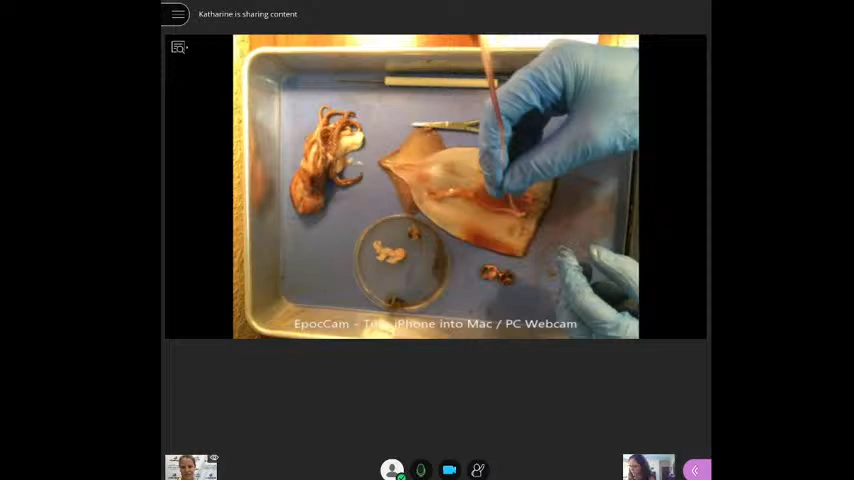 Katharine is sharing content
EpocCam - Turn iPhone into Mac / PC Webcam